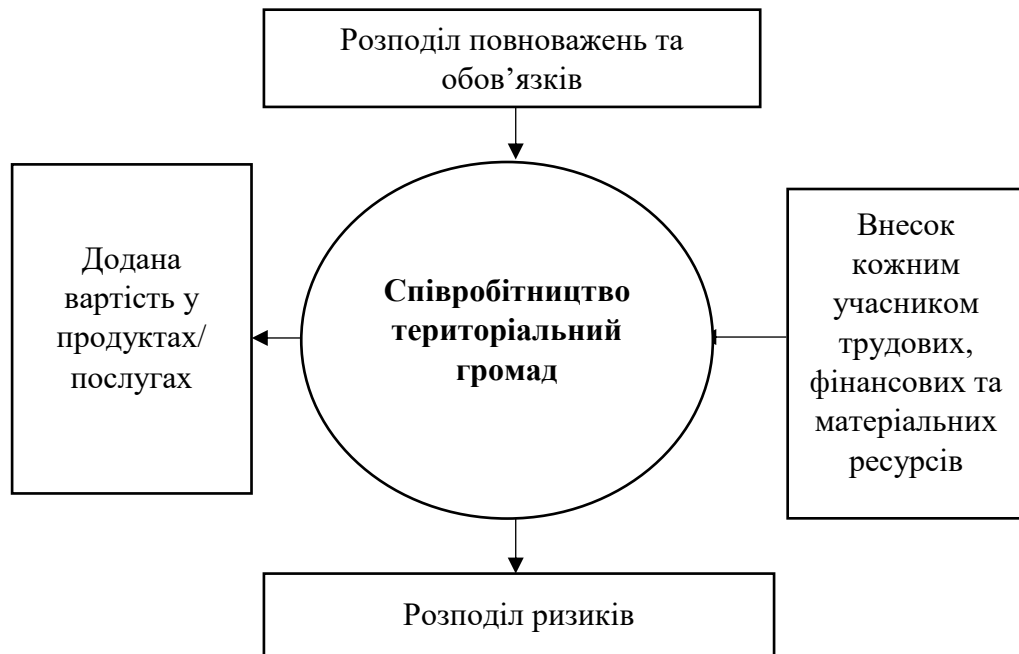 Розподіл повноважень та
обов’язків
Додана
вартість у
продуктах/
послугах
Співробітництво
територіальний
громад
Внесок
кожним
учасником
трудових,
фінансових та
матеріальних
ресурсів
Розподіл ризиків